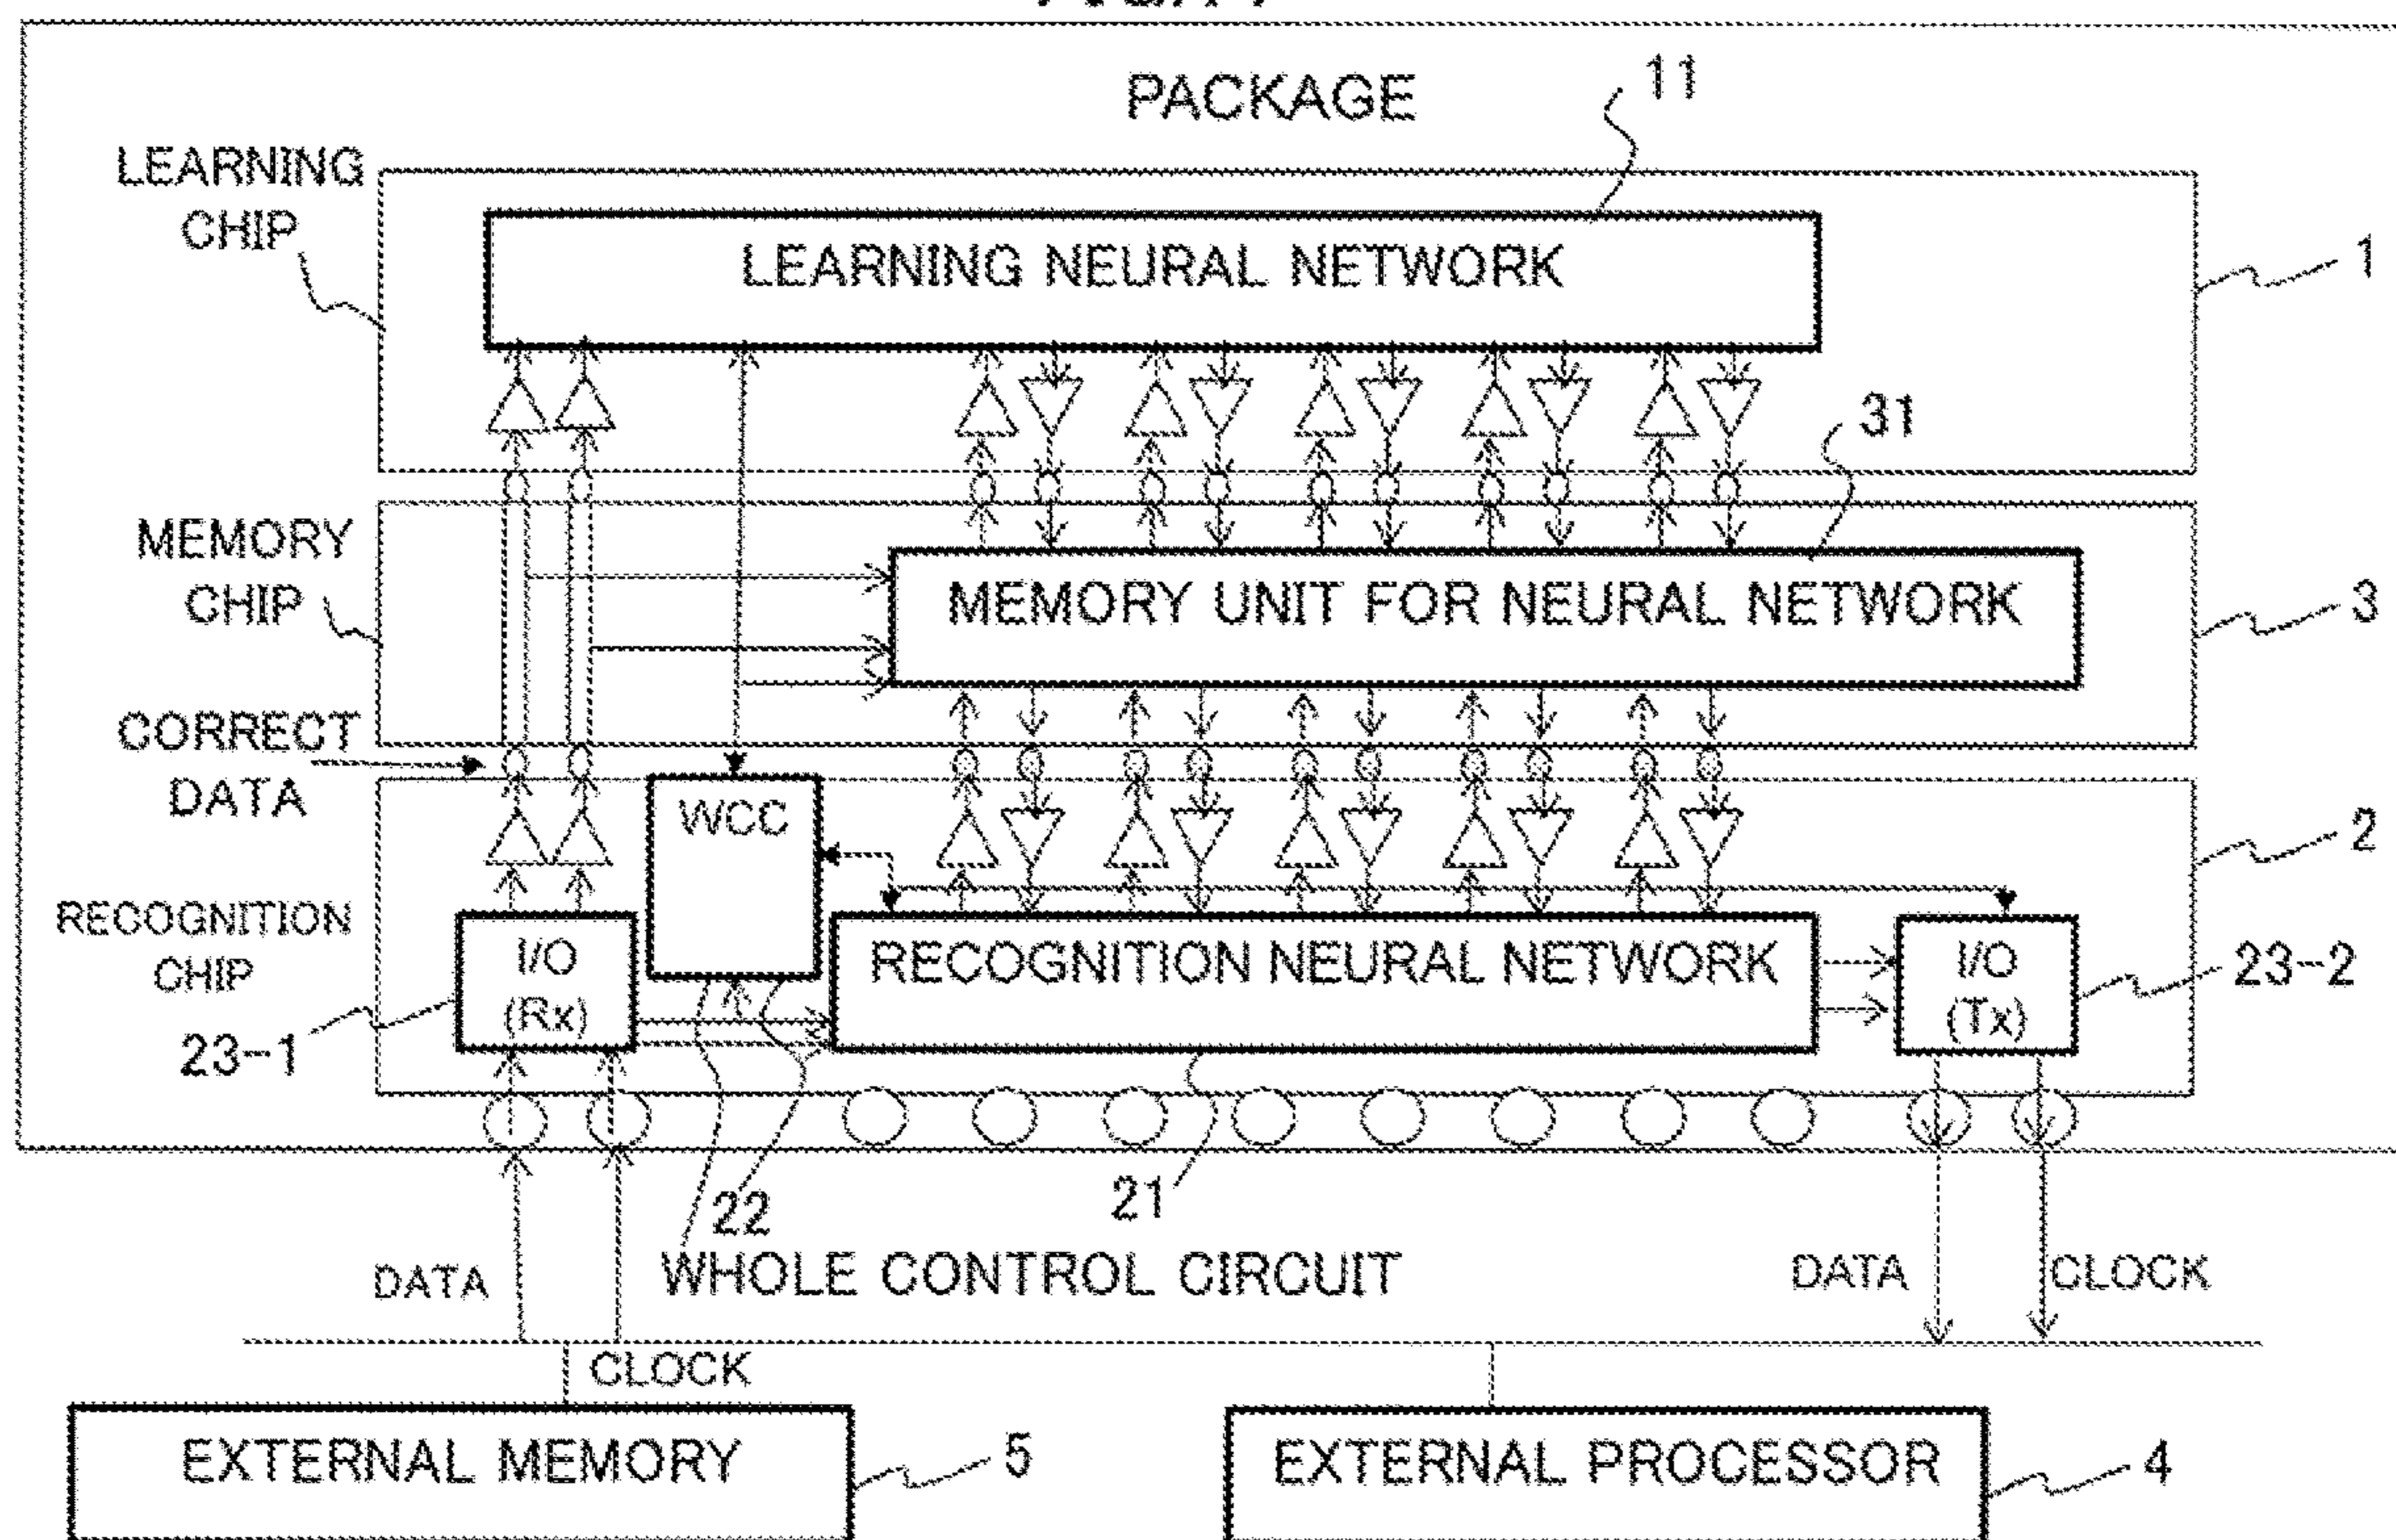 PACKAGE
11
LEARNING
CHIP
LEARNING NEURAL NETWORK
1
31
MEMORY
CHIP
MEMORY UNIT FOR NEURAL NETWORK
3
CORRECT
DATA
WCC
2
RECOGNITION
CHIP
I/O
(Rx)
RECOGNITION NEURAL NETWORK
I/O
(Tx)
23-2
23-1
22
21
DATA
WHOLE CONTROL CIRCUIT
DATA
CLOCK
CLOCK
EXTERNAL MEMORY
5
EXTERNAL PROCESSOR
4